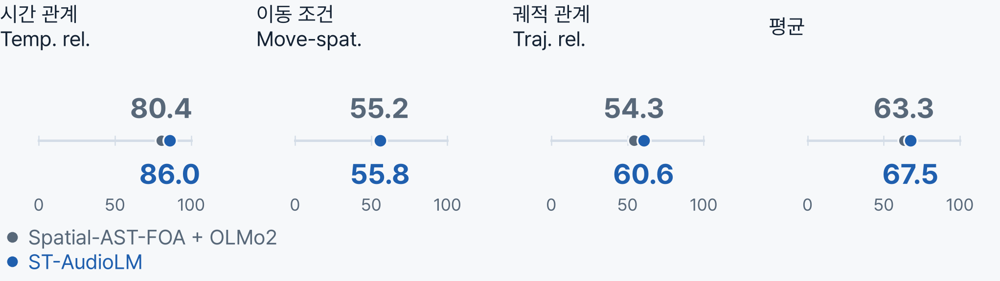 시간 관계
Temp. rel.
이동 조건
Move-spat.
궤적 관계
Traj. rel.
평균
80.4
55.2
54.3
63.3
86.0
55.8
60.6
67.5
0 50 100
0 50 100
0 50 100
0 50 100
Spatial-AST-FOA + OLMo2
ST-AudioLM